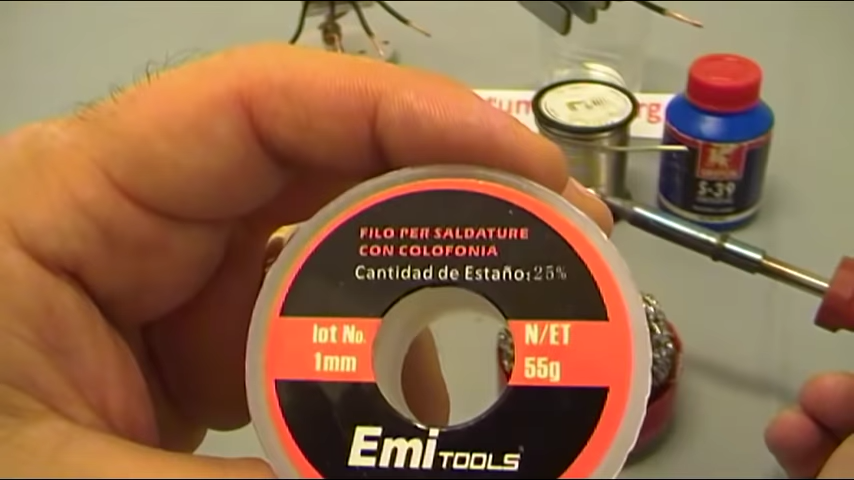 FILO PER SALDATURE
CON COLOFONIA
Cantidad de Estaño: 25%
lot No.
1mm
N/ET
55g
Emi TOOLS
S-39